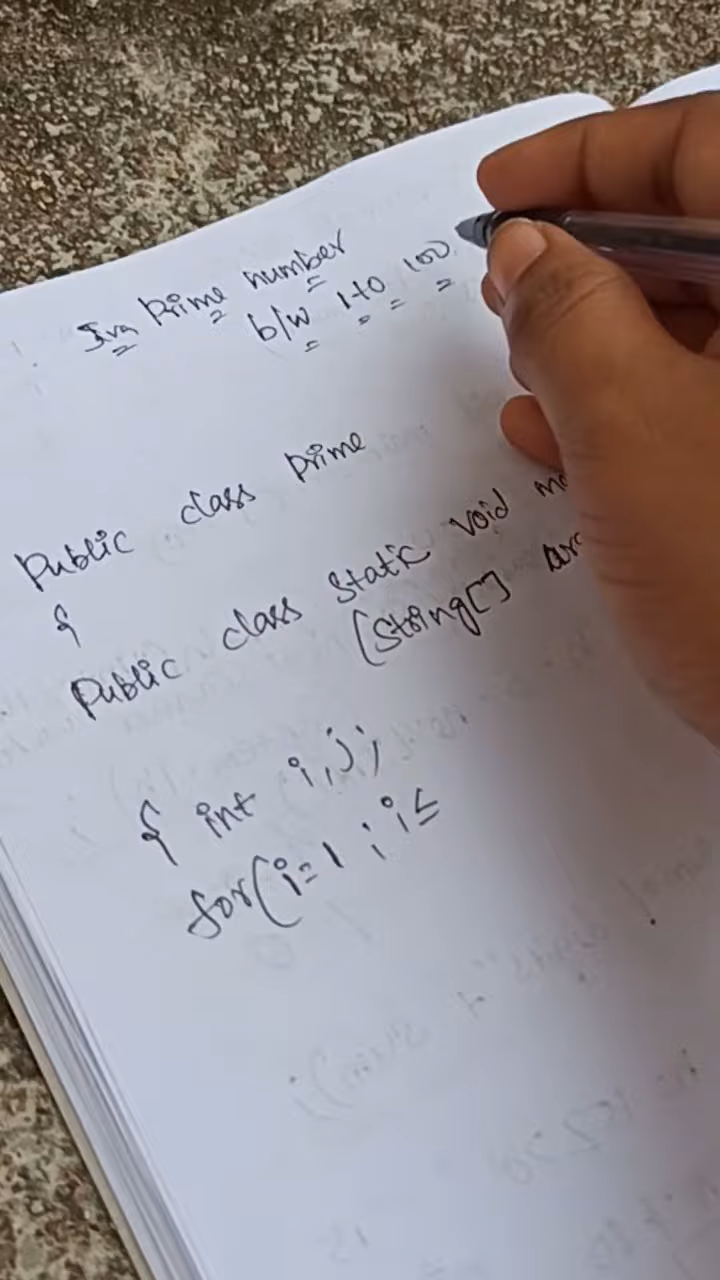 Prime number
b/w 1 to 100
Public class Prime
{
Public class static void
(String[]
{ int i,j;
for(i=1 ; i≤